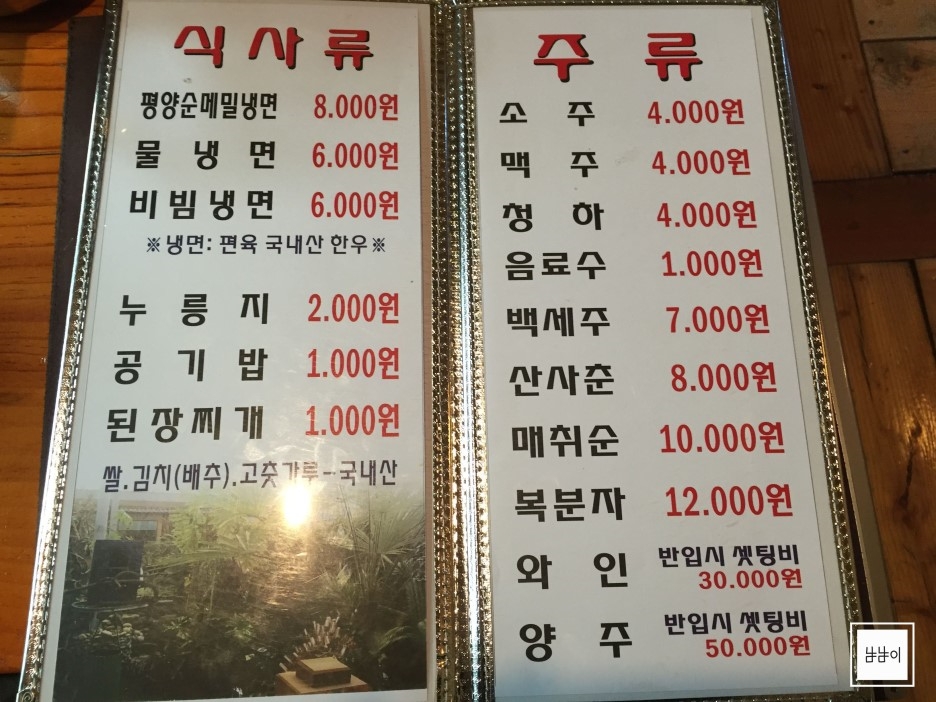 식사류
평양순메밀냉면 8.000원
물냉면 6.000원
비빔냉면 6.000원
※냉면: 편육 국내산 한우※
누릉지 2.000원
공기밥 1.000원
된장찌개 1.000원
쌀.김치(배추).고춧가루-국내산
주류
소주 4.000원
맥주 4.000원
청하 4.000원
음료수 1.000원
백세주 7.000원
산사춘 8.000원
매취순 10.000원
복분자 12.000원
와인 반입시 셋팅비
30.000원
양주 반입시 셋팅비
50.000원